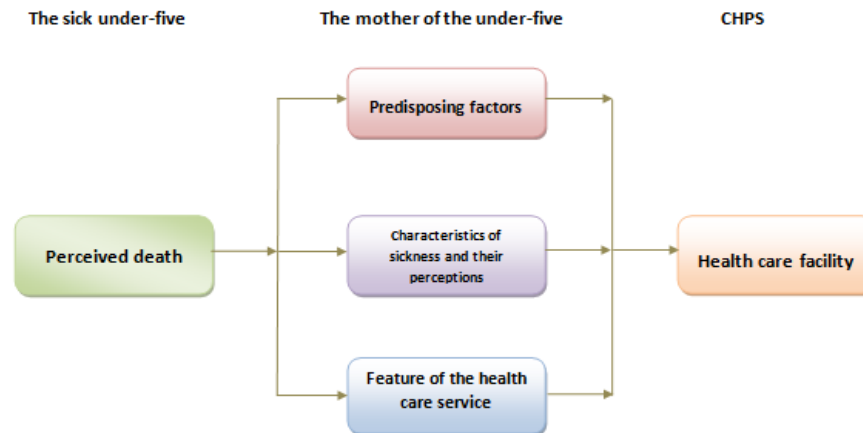 The sick under-five
The mother of the under-five
CHPS
Predisposing factors
Perceived death
Characteristics of
sickness and their
perceptions
Health care facility
Feature of the health
care service